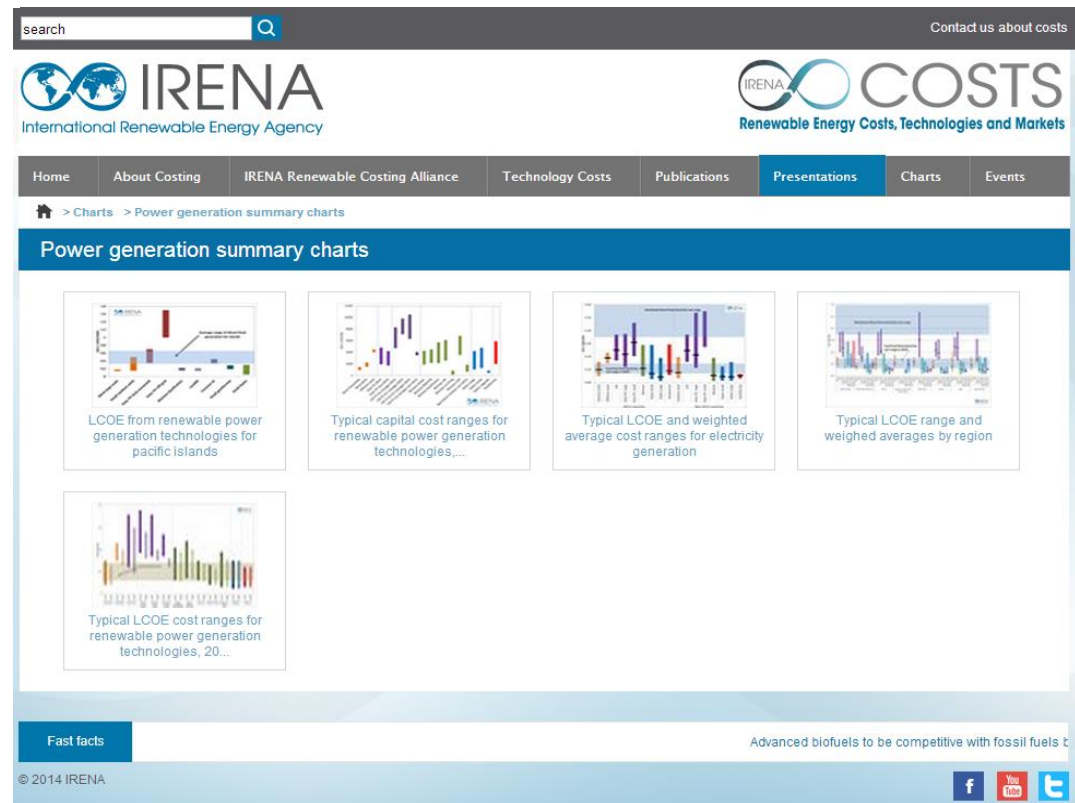 search
Contact us about costs
IRENA
International Renewable Energy Agency
IRENA
COSTS
Renewable Energy Costs, Technologies and Markets
Home About Costing IRENA Renewable Costing Alliance Technology Costs Publications Presentations Charts Events
> Charts > Power generation summary charts
Power generation summary charts
IRENA
LCOE from renewable power
generation technologies for
pacific islands
IRENA
Typical capital cost ranges for
renewable power generation
technologies,...
Typical LCOE and weighted
average cost ranges for electricity
generation
Typical LCOE range and
weighed averages by region
Typical LCOE cost ranges for
renewable power generation
technologies, 20...
Fast facts
Advanced biofuels to be competitive with fossil fuels
© 2014 IRENA
f
You
Tube